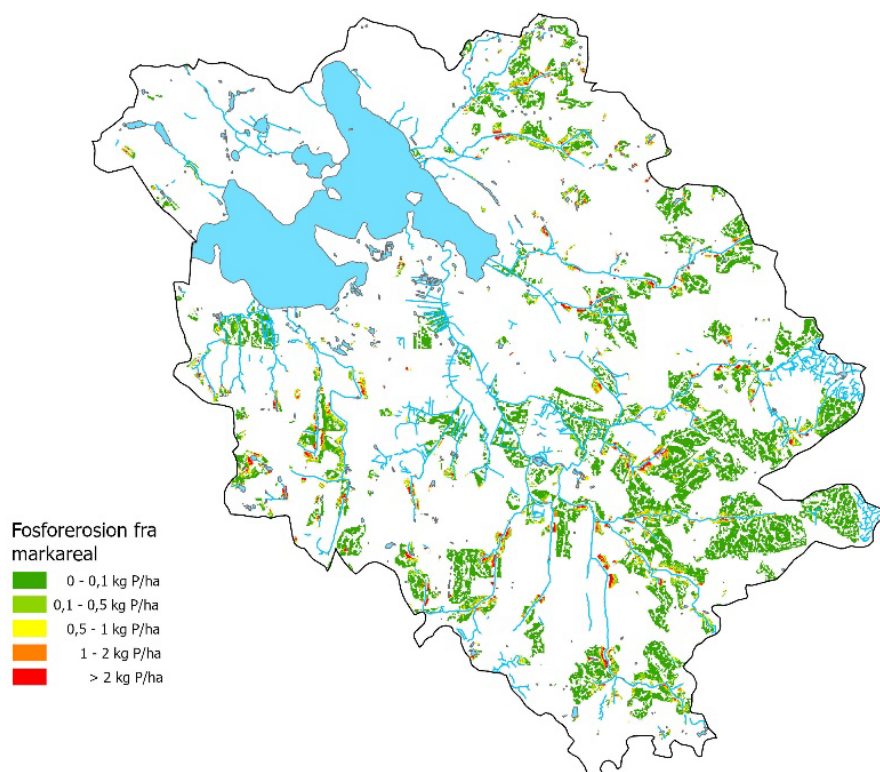 Fosforerosion fra
markareal
0 - 0,1 kg P/ha
0,1 - 0,5 kg P/ha
0,5 - 1 kg P/ha
1 - 2 kg P/ha
> 2 kg P/ha